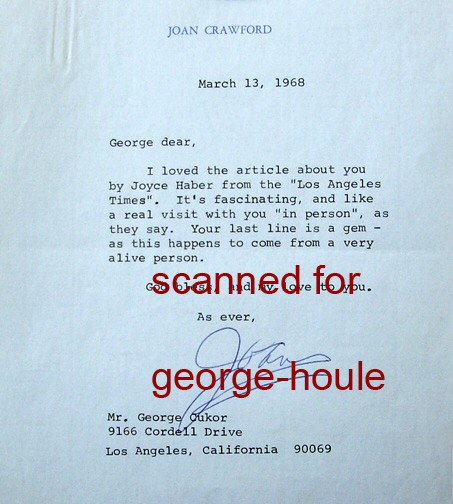 JOAN CRAWFORD
March 13, 1968
George dear,
I loved the article about you
by Joyce Haber from the "Los Angeles
Times". It's fascinating, and like
a real visit with you "in person", as
they say. Your last line is a gem -
as this happens to come from a very
alive person.
God bless, and my love to you.
scanned for
As ever,
Joan
george-houle
Mr. George Cukor
9166 Cordell Drive
Los Angeles, California 90069